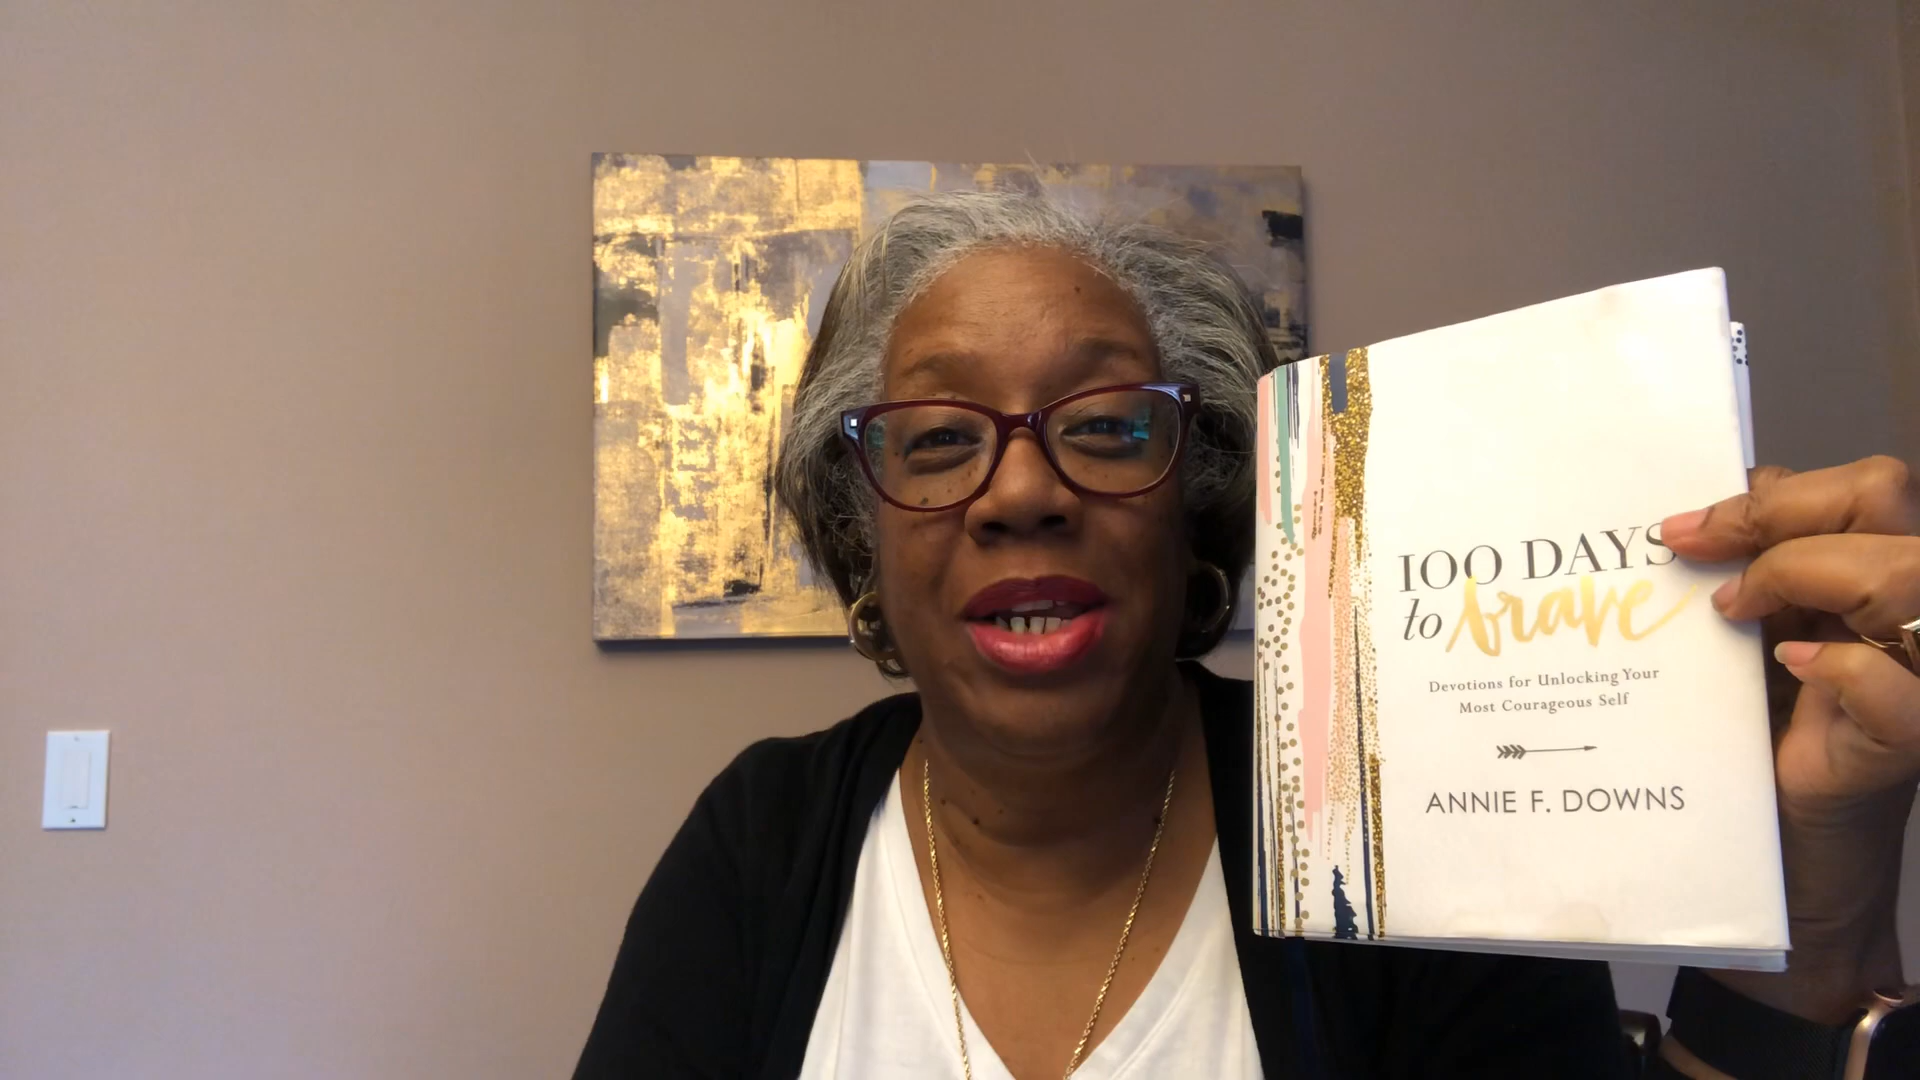 100 DAYS
to brave
Devotions for Unlocking Your
Most Courageous Self
ANNIE F. DOWNS